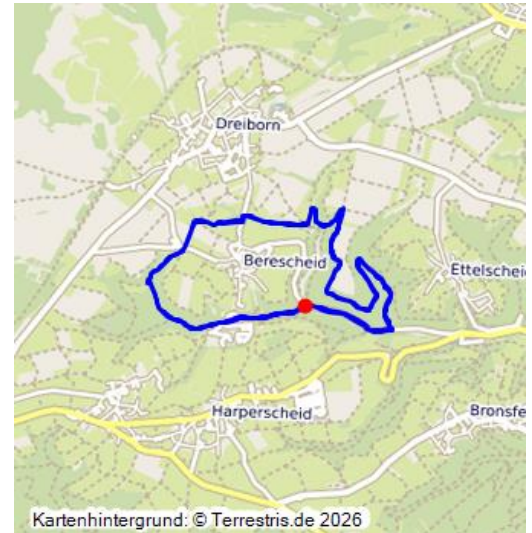 Dreiborn
Berescheid
Ettelscheid
Harperscheid
Bronsfe
Kartenhintergrund: © Terrestris.de 2026